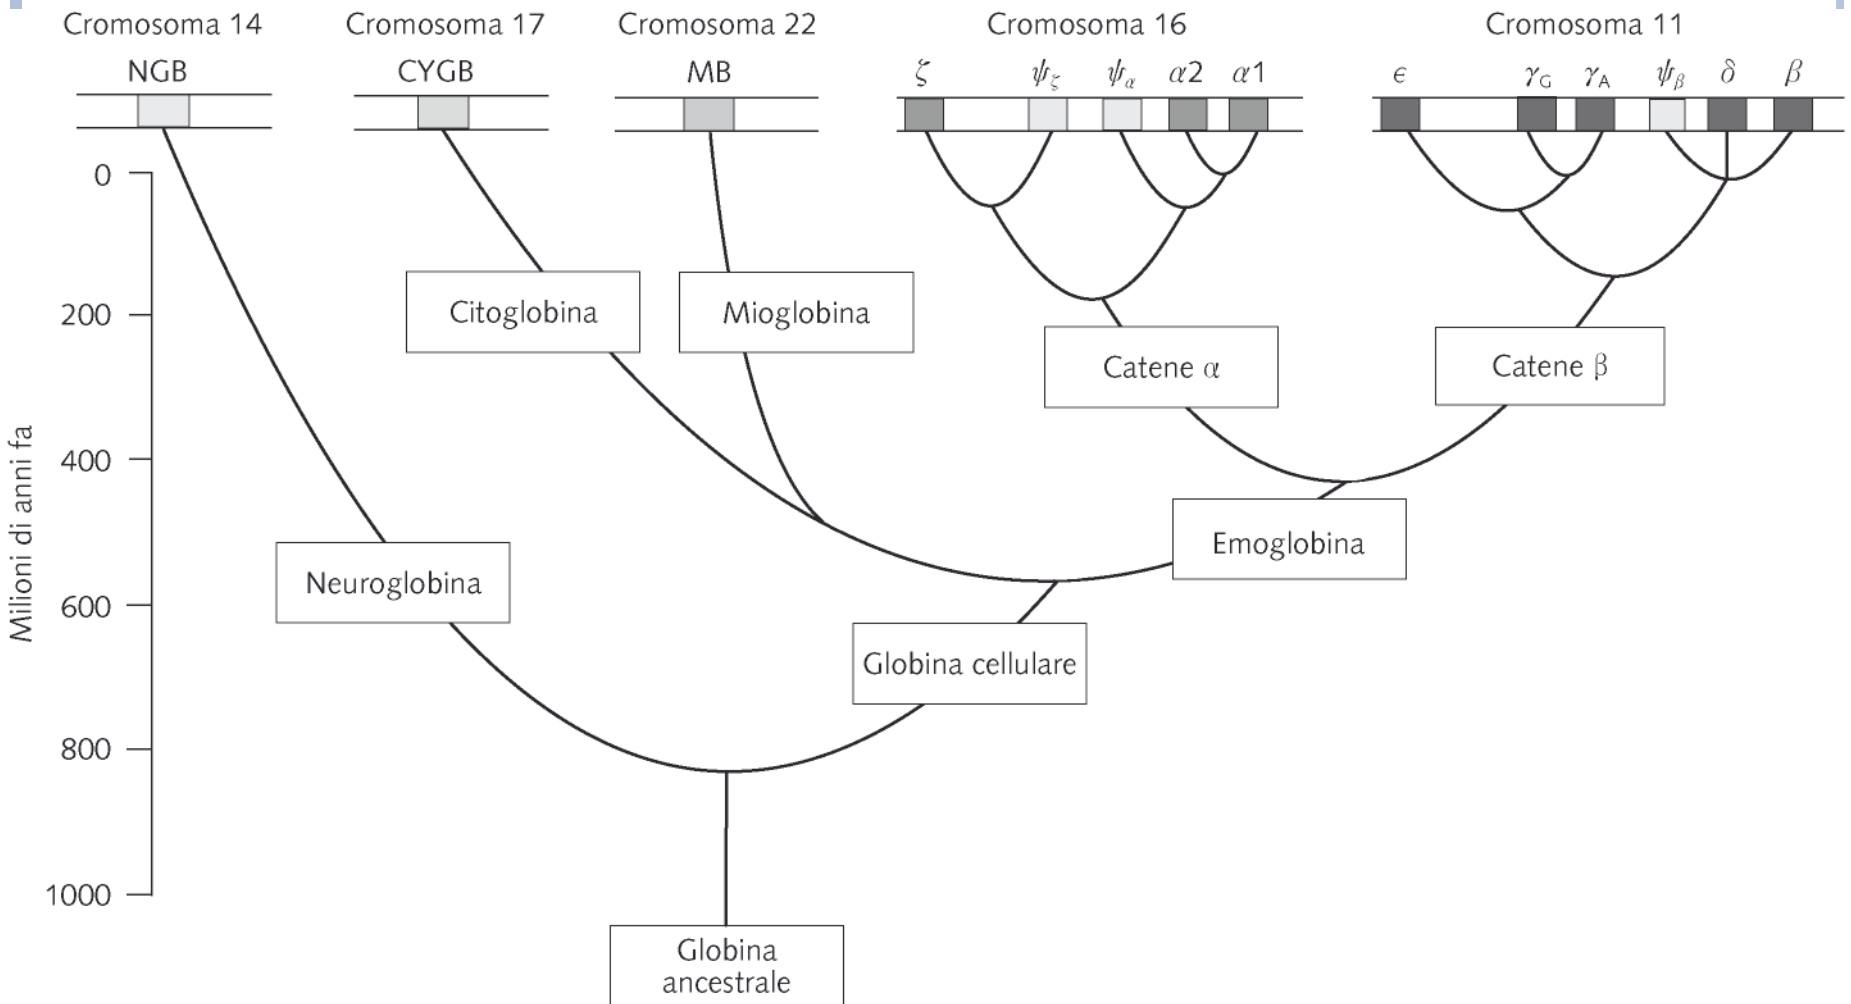 Cromosoma 14 Cromosoma 17 Cromosoma 22 Cromosoma 16 Cromosoma 11
NGB CYGB MB ζ ψζ ψα α2 α1 ϵ γG γA ψβ δ β
0
200
400
600
800
1000
Milioni di anni fa
Citoglobina Mioglobina
Catene α Catene β
Emoglobina
Neuroglobina
Globina cellulare
Globina
ancestrale